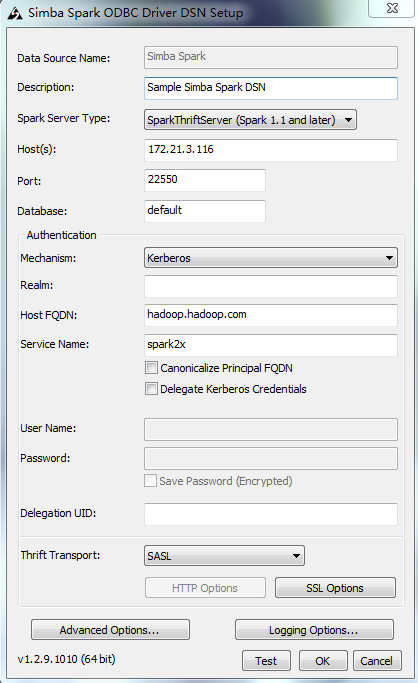 Simba Spark ODBC Driver DSN Setup
Data Source Name: Simba Spark
Description: Sample Simba Spark DSN
Spark Server Type: SparkThriftServer (Spark 1.1 and later)
Host(s): 172.21.3.116
Port: 22550
Database: default
Authentication
Mechanism: Kerberos
Realm:
Host FQDN: hadoop.hadoop.com
Service Name: spark2x
Canonicalize Principal FQDN
Delegate Kerberos Credentials
User Name:
Password:
Save Password (Encrypted)
Delegation UID:
Thrift Transport: SASL
HTTP Options SSL Options
Advanced Options... Logging Options...
v1.2.9.1010 (64 bit) Test OK Cancel